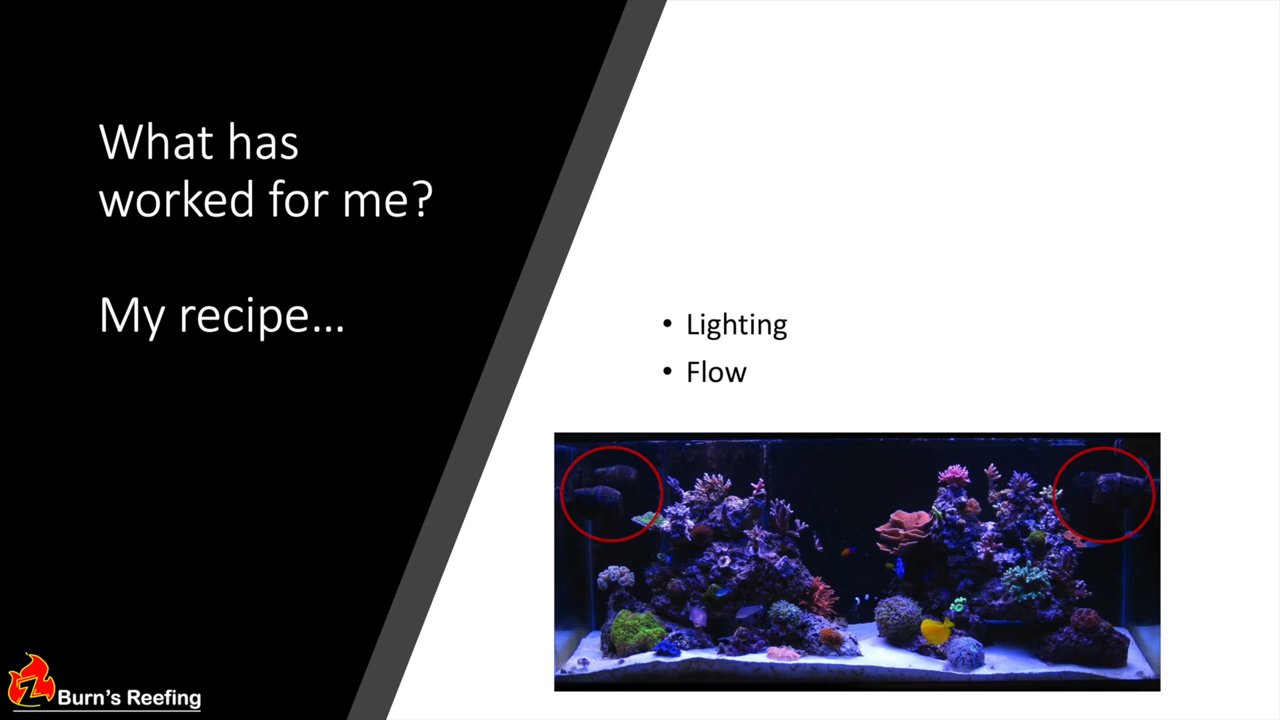 What has
worked for me?
My recipe...
• Lighting
• Flow
Z Burn's Reefing